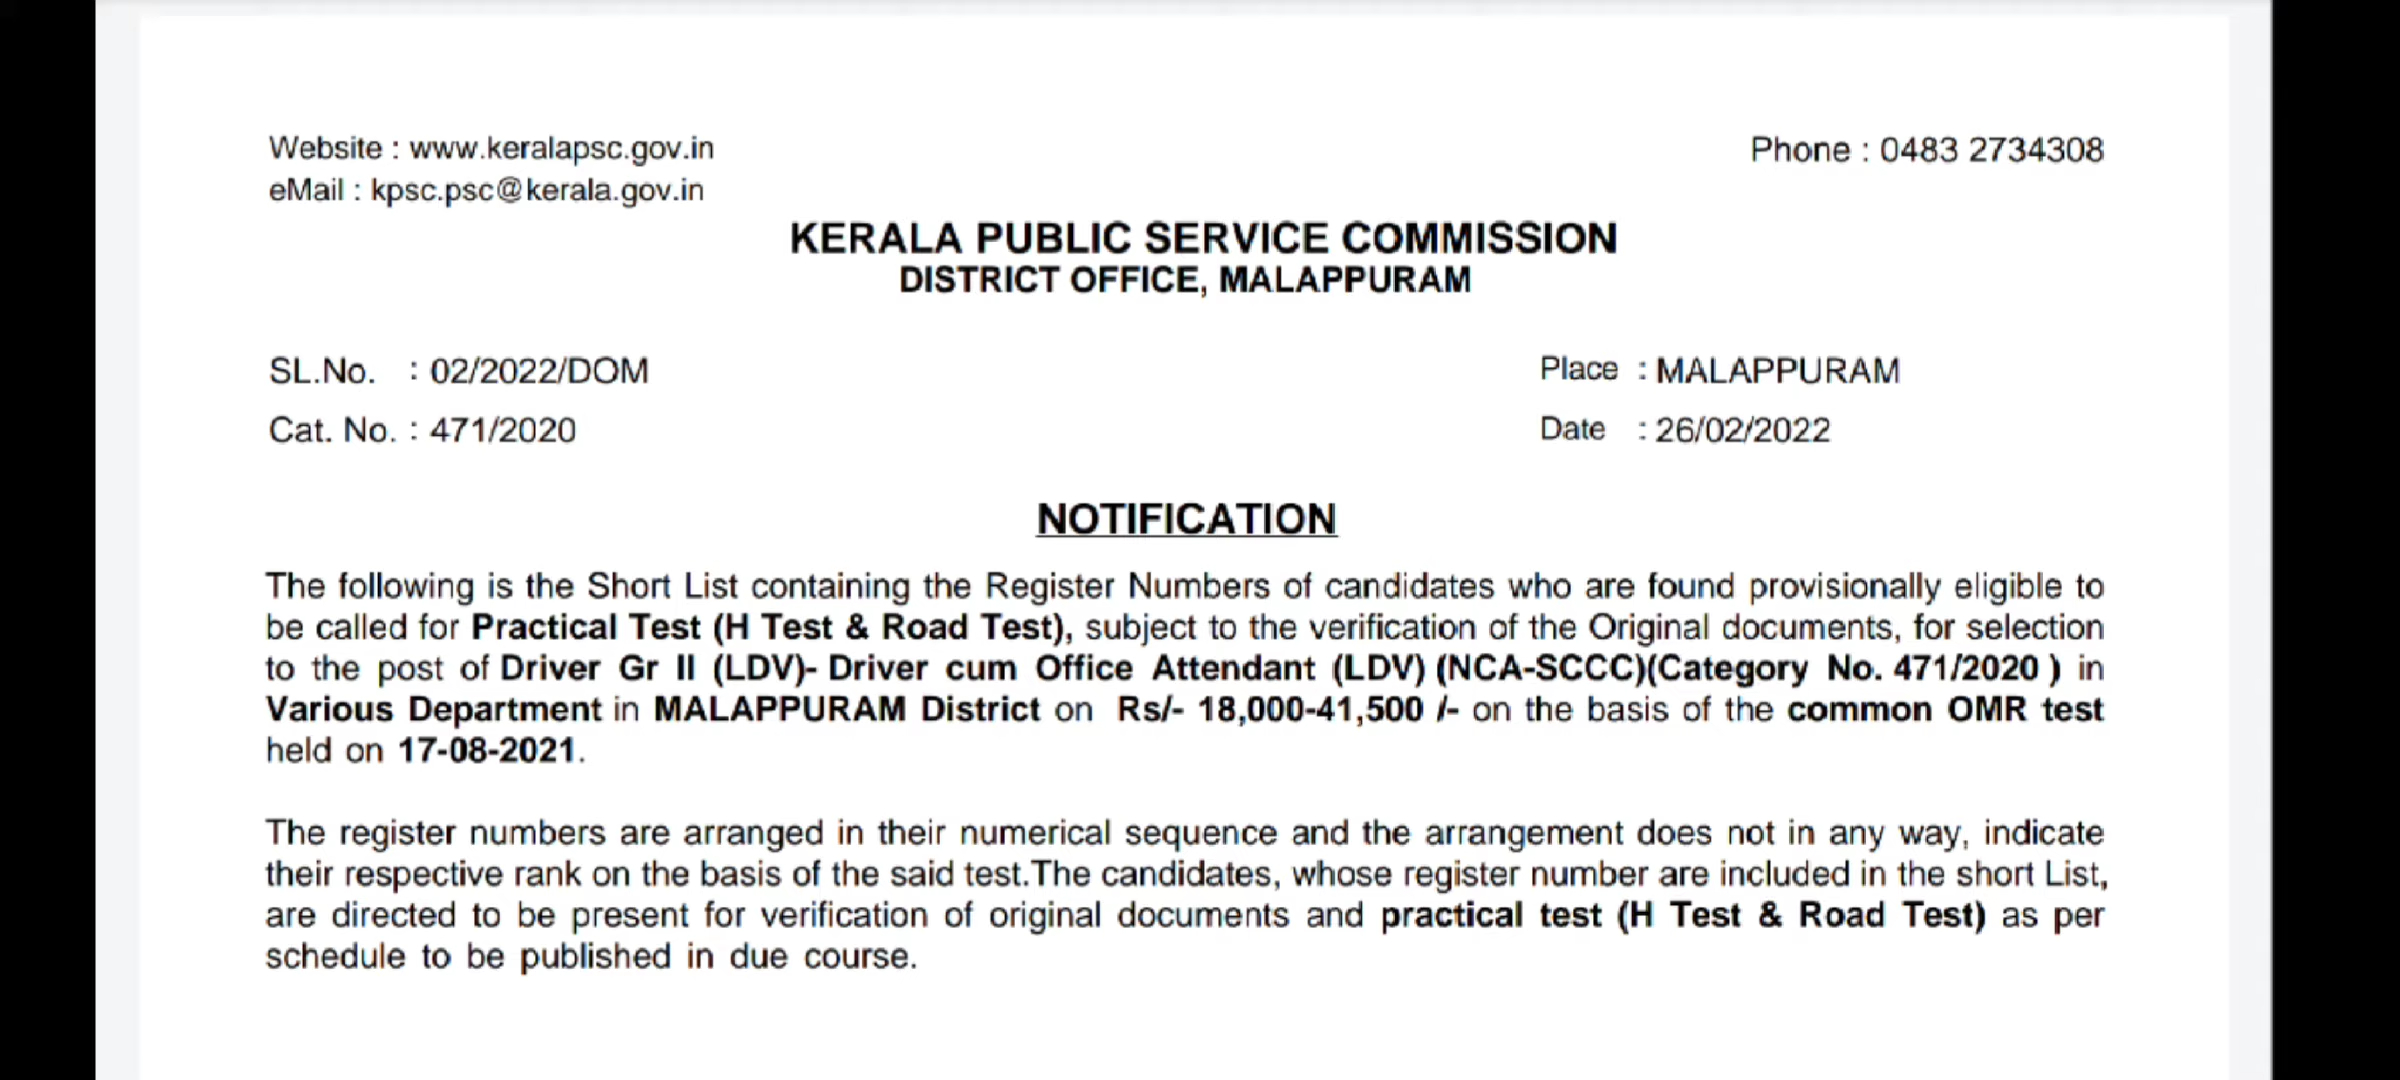 Website : www.keralapsc.gov.in
Phone : 0483 2734308
eMail : kpsc.psc@kerala.gov.in
KERALA PUBLIC SERVICE COMMISSION
DISTRICT OFFICE, MALAPPURAM
SL.No. : 02/2022/DOM
Place : MALAPPURAM
Cat. No. : 471/2020
Date : 26/02/2022
NOTIFICATION
The following is the Short List containing the Register Numbers of candidates who are found provisionally eligible to
be called for Practical Test (H Test & Road Test), subject to the verification of the Original documents, for selection
to the post of Driver Gr II (LDV)- Driver cum Office Attendant (LDV) (NCA-SCCC)(Category No. 471/2020 ) in
Various Department in MALAPPURAM District on Rs/- 18,000-41,500 /- on the basis of the common OMR test
held on 17-08-2021.
The register numbers are arranged in their numerical sequence and the arrangement does not in any way, indicate
their respective rank on the basis of the said test.The candidates, whose register number are included in the short List,
are directed to be present for verification of original documents and practical test (H Test & Road Test) as per
schedule to be published in due course.